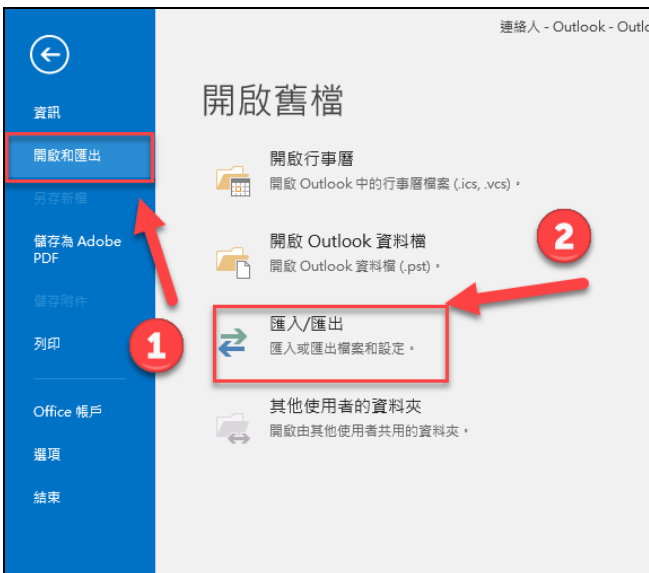 連絡人 - Outlook - Outlo
資訊
開啟和匯出
另存新檔
儲存為 Adobe
PDF
儲存附件
列印
Office 帳戶
選項
結束
開啟舊檔
開啟行事曆
開啟 Outlook 中的行事曆檔案 (.ics, .vcs)。
開啟 Outlook 資料檔
開啟 Outlook 資料檔 (.pst)。
匯入/匯出
匯入或匯出檔案和設定。
其他使用者的資料夾
開啟由其他使用者共用的資料夾。
1
2